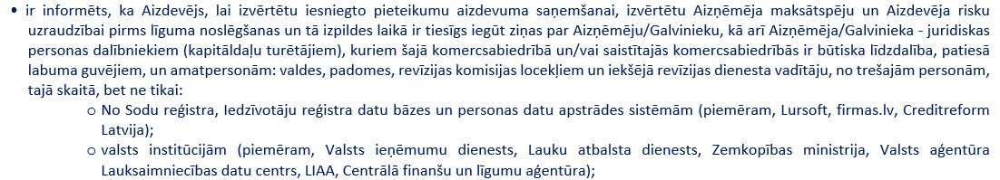 • ir informēts, ka Aizdevējs, lai izvērtētu iesniegto pieteikumu aizdevuma saņemšanai, izvērtētu Aizņēmēja maksātspēju un Aizdevēja risku
uzraudzībai pirms līguma noslēgšanas un tā izpildes laikā ir tiesīgs iegūt ziņas par Aizņēmēju/Galvinieku, kā arī Aizņēmēja/Galvinieka - juridiskas
personas dalībniekiem (kapitāldaļu turētājiem), kuriem šajā komercsabiedrībā un/vai saistītajās komercsabiedrībās ir būtiska līdzdalība, patiesā
labuma guvējiem, un amatpersonām: valdes, padomes, revīzijas komisijas locekļiem un iekšējā revīzijas dienesta vadītāju, no trešajām personām,
tajā skaitā, bet ne tikai:
o No Sodu reģistra, Iedzīvotāju reģistra datu bāzes un personas datu apstrādes sistēmām (piemēram, Lursoft, firmas.lv, Creditreform
Latvija);
o valsts institūcijām (piemēram, Valsts ieņēmumu dienests, Lauku atbalsta dienests, Zemkopības ministrija, Valsts aģentūra
Lauksaimniecības datu centrs, LIAA, Centrālā finanšu un līgumu aģentūra);